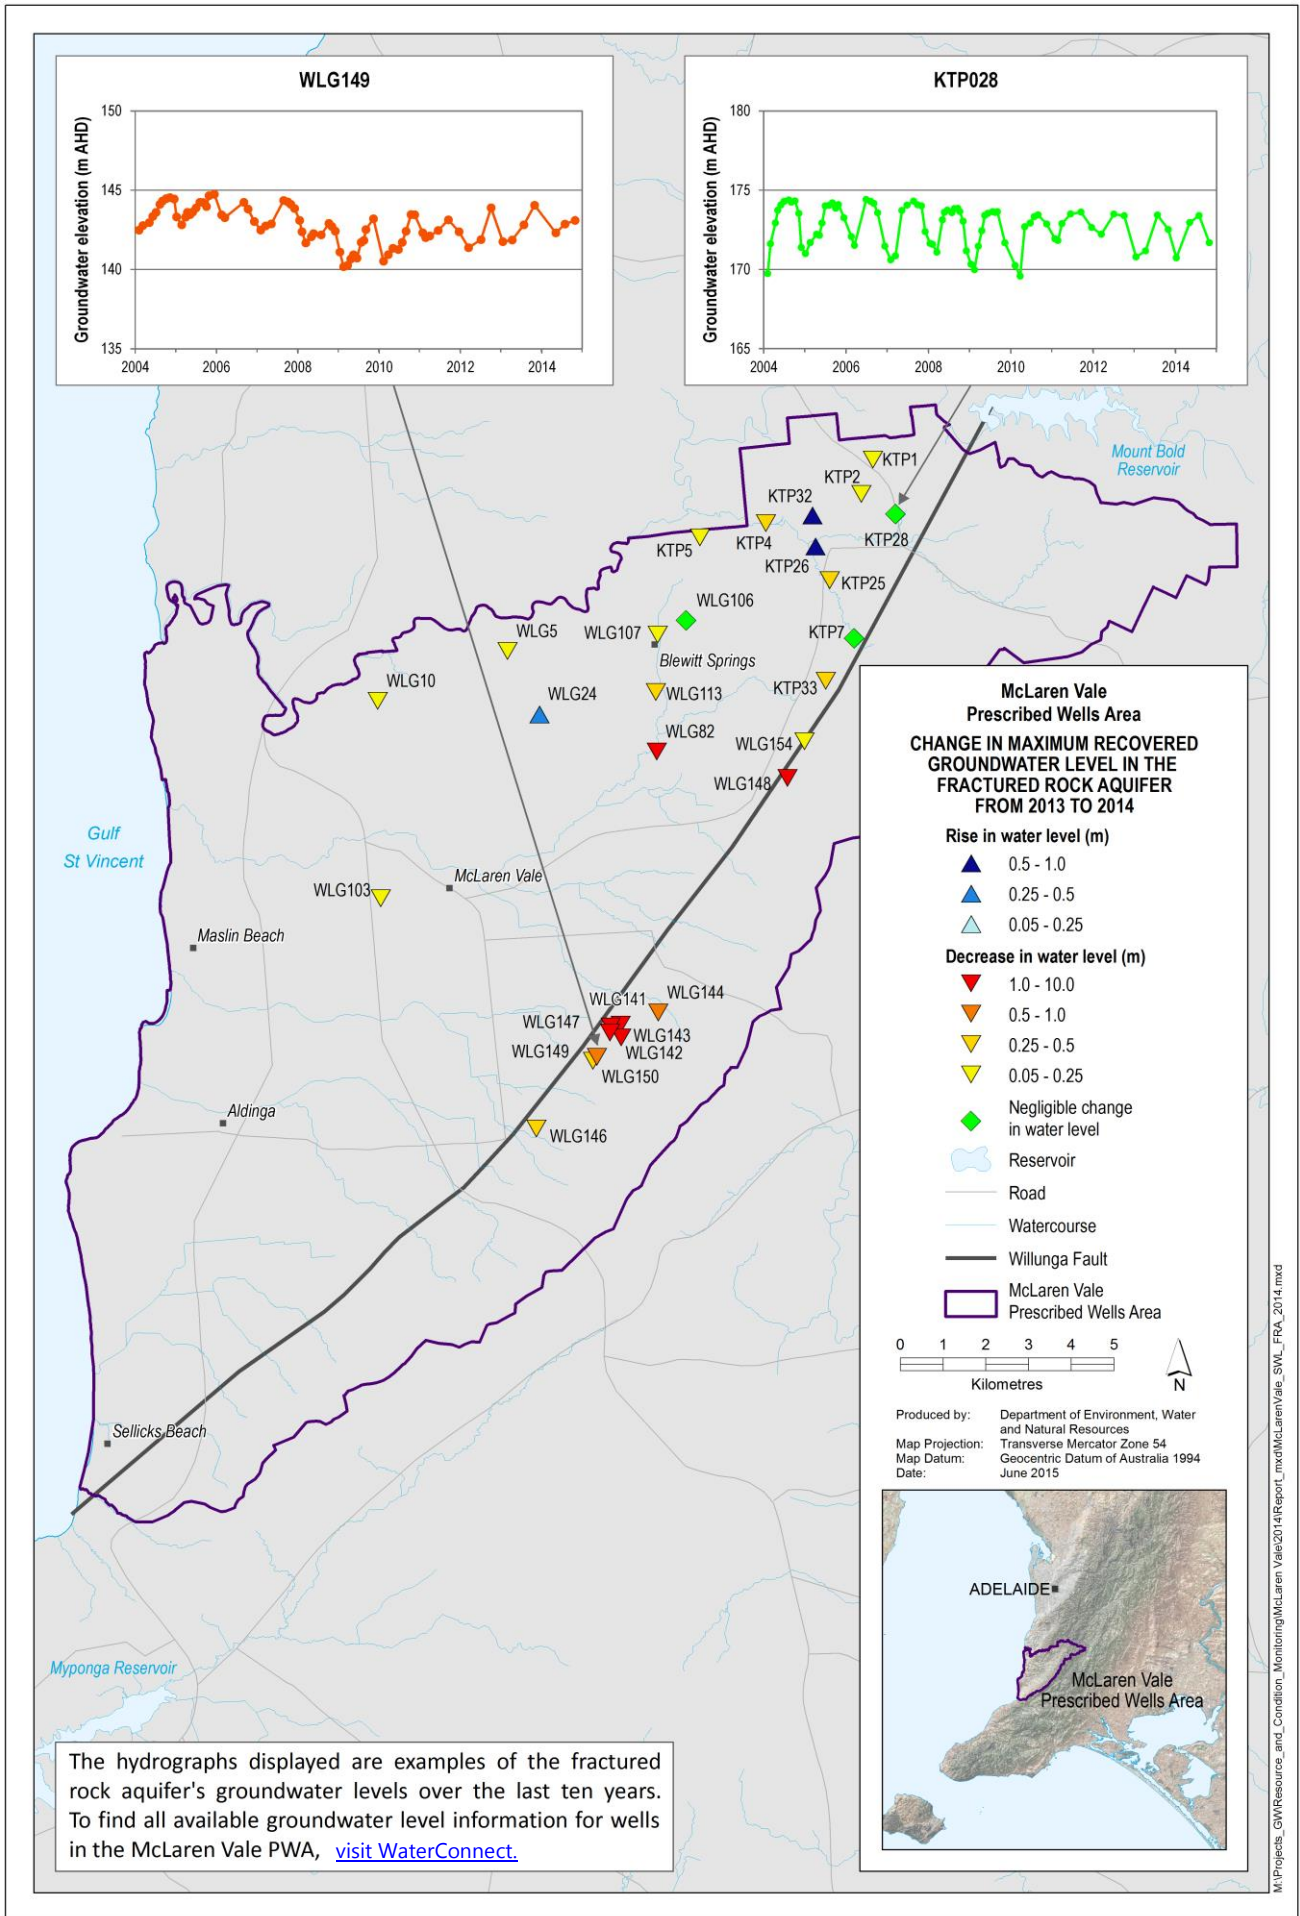 WLG149
Groundwater elevation (m AHD)
150
145
140
135
2004
2006
2008
2010
2012
2014
KTP028
Groundwater elevation (m AHD)
180
175
170
165
2004
2006
2008
2010
2012
2014
Mount Bold
Reservoir
KTP1
KTP2
KTP32
KTP4
KTP28
KTP5
KTP26
KTP25
WLG106
WLG107
KTP7
WLG5
Blewitt Springs
WLG10
WLG24
WLG113
KTP33
WLG82
WLG154
WLG148
Gulf
St Vincent
McLaren Vale
WLG103
Maslin Beach
WLG144
WLG141
WLG147
WLG143
WLG149
WLG142
WLG150
Aldinga
WLG146
Sellicks Beach
Myponga Reservoir
McLaren Vale
Prescribed Wells Area
CHANGE IN MAXIMUM RECOVERED
GROUNDWATER LEVEL IN THE
FRACTURED ROCK AQUIFER
FROM 2013 TO 2014
Rise in water level (m)
0.5 - 1.0
0.25 - 0.5
0.05 - 0.25
Decrease in water level (m)
1.0 - 10.0
0.5 - 1.0
0.25 - 0.5
0.05 - 0.25
Negligible change
in water level
Reservoir
Road
Watercourse
Willunga Fault
McLaren Vale
Prescribed Wells Area
0 1 2 3 4 5
Kilometres
N
Produced by: Department of Environment, Water
and Natural Resources
Map Projection: Transverse Mercator Zone 54
Map Datum: Geocentric Datum of Australia 1994
Date: June 2015
ADELAIDE
McLaren Vale
Prescribed Wells Area
The hydrographs displayed are examples of the fractured
rock aquifer's groundwater levels over the last ten years.
To find all available groundwater level information for wells
in the McLaren Vale PWA, visit WaterConnect.
M:\Projects_GW\Resource_and_Condition_Monitoring\McLaren Vale\2014\Report_mxd\McLarenVale_SWL_FRA_2014.mxd